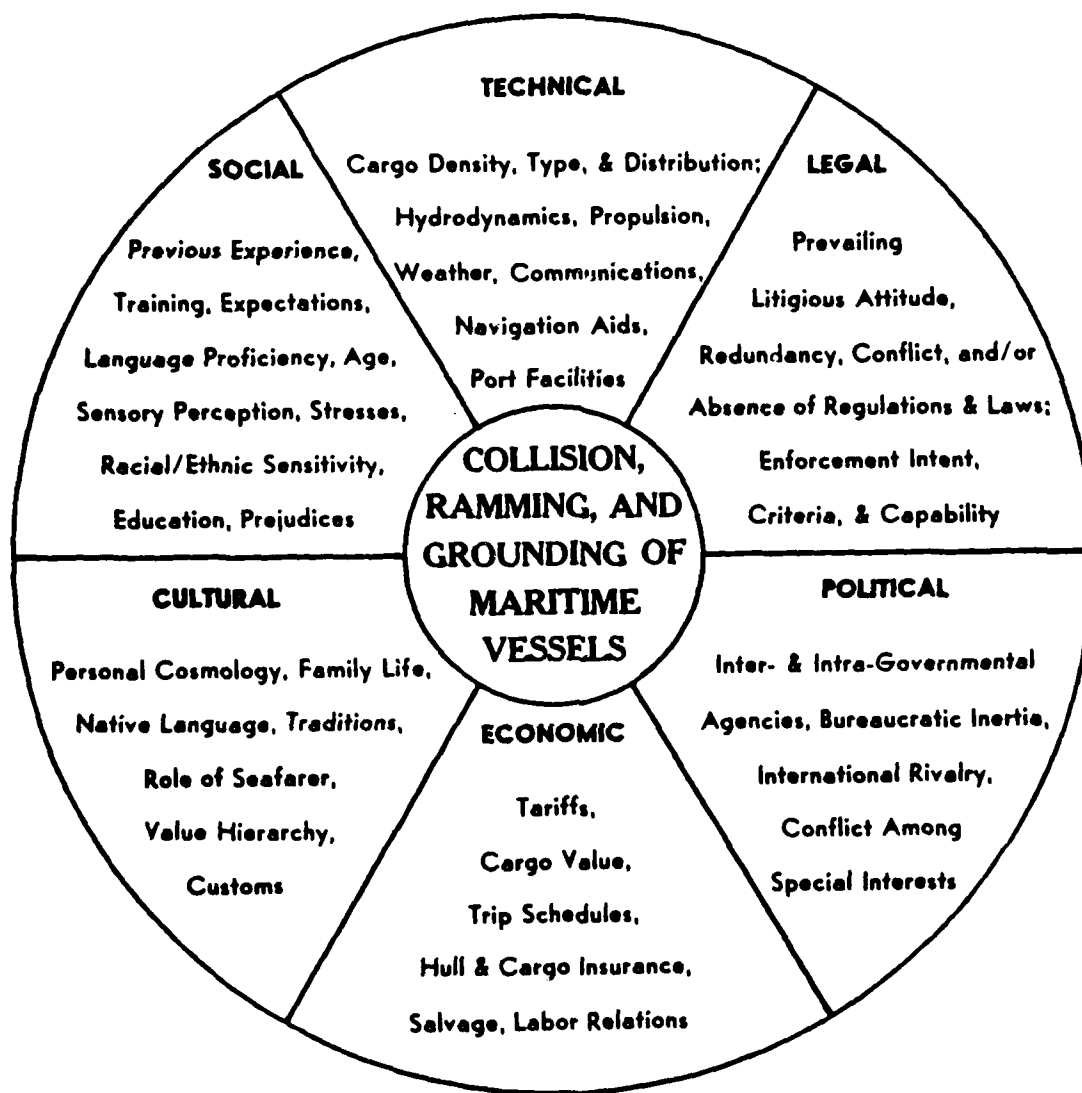 TECHNICAL
Cargo Density, Type, & Distribution;
Hydrodynamics, Propulsion,
Weather, Communications,
Navigation Aids,
Port Facilities
LEGAL
Prevailing
Litigious Attitude,
Redundancy, Conflict, and/or
Absence of Regulations & Laws;
Enforcement Intent,
Criteria, & Capability
POLITICAL
Inter- & Intra-Governmental
Agencies, Bureaucratic Inertia,
International Rivalry,
Conflict Among
Special Interests
ECONOMIC
Tariffs,
Cargo Value,
Trip Schedules,
Hull & Cargo Insurance,
Salvage, Labor Relations
CULTURAL
Personal Cosmology, Family Life,
Native Language, Traditions,
Role of Seafarer,
Value Hierarchy,
Customs
SOCIAL
Previous Experience,
Training, Expectations,
Language Proficiency, Age,
Sensory Perception, Stresses,
Racial/Ethnic Sensitivity,
Education, Prejudices
COLLISION,
RAMMING, AND
GROUNDING OF
MARITIME
VESSELS